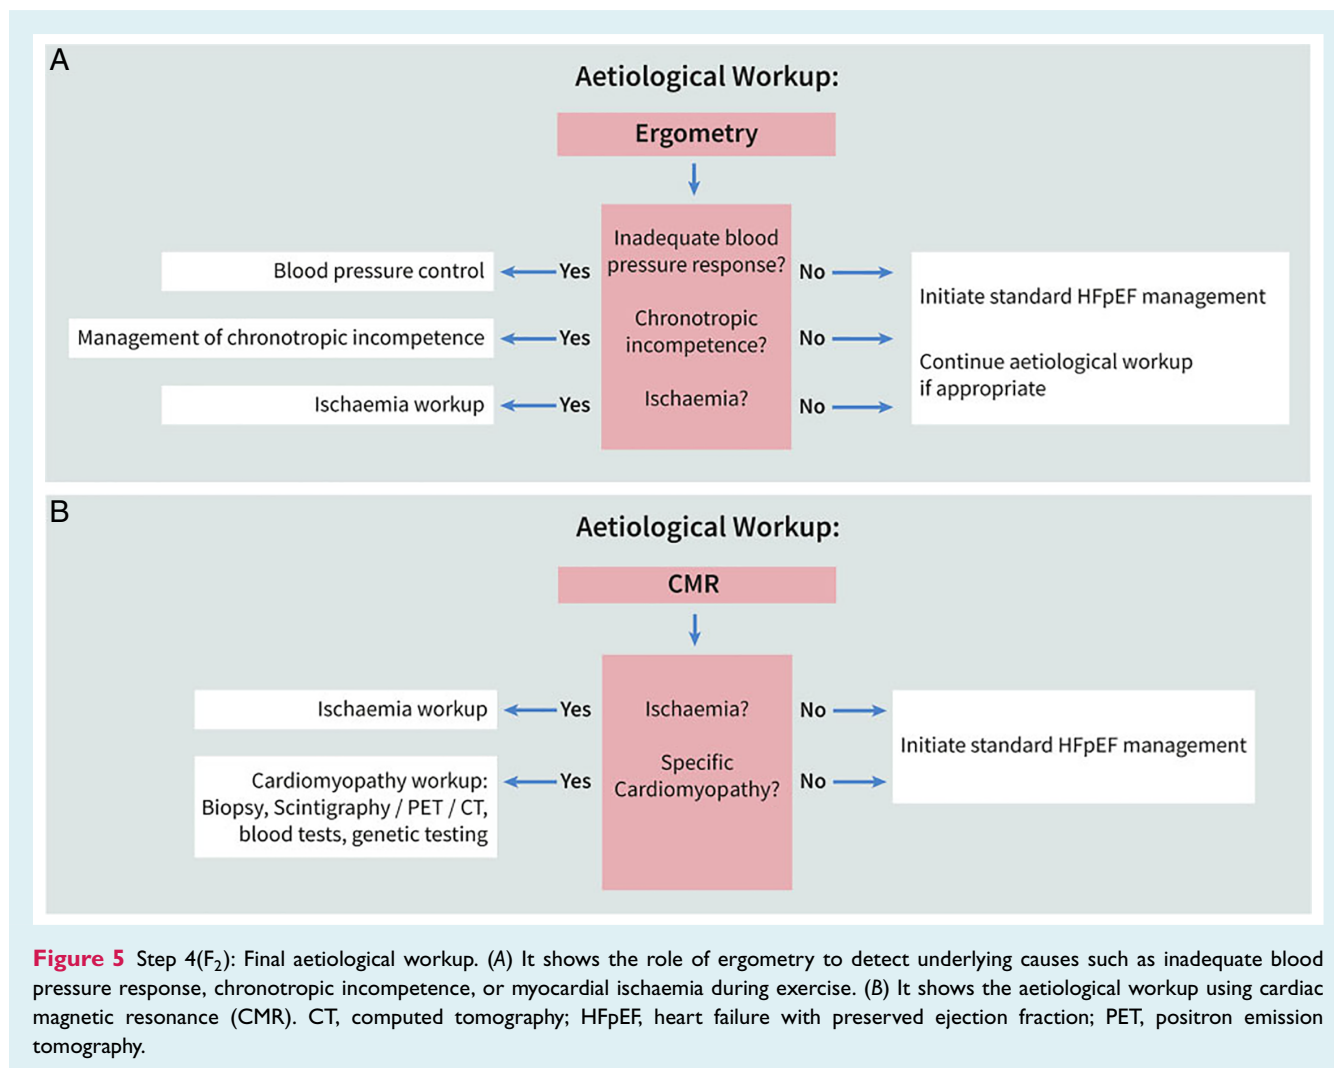 A
Aetiological Workup:
Ergometry
Inadequate blood
pressure response?
Blood pressure control
Yes
No
Initiate standard HFpEF management
Chronotropic
incompetence?
Management of chronotropic incompetence
Yes
No
Continue aetiological workup
if appropriate
Ischaemia?
Ischaemia workup
Yes
No
B
Aetiological Workup:
CMR
Ischaemia workup
Yes
Ischaemia?
No
Initiate standard HFpEF management
Specific
Cardiomyopathy?
Cardiomyopathy workup:
Biopsy, Scintigraphy / PET / CT,
blood tests, genetic testing
Yes
No
Figure 5 Step 4(F₂): Final aetiological workup. (A) It shows the role of ergometry to detect underlying causes such as inadequate blood
pressure response, chronotropic incompetence, or myocardial ischaemia during exercise. (B) It shows the aetiological workup using cardiac
magnetic resonance (CMR). CT, computed tomography; HFpEF, heart failure with preserved ejection fraction; PET, positron emission
tomography.